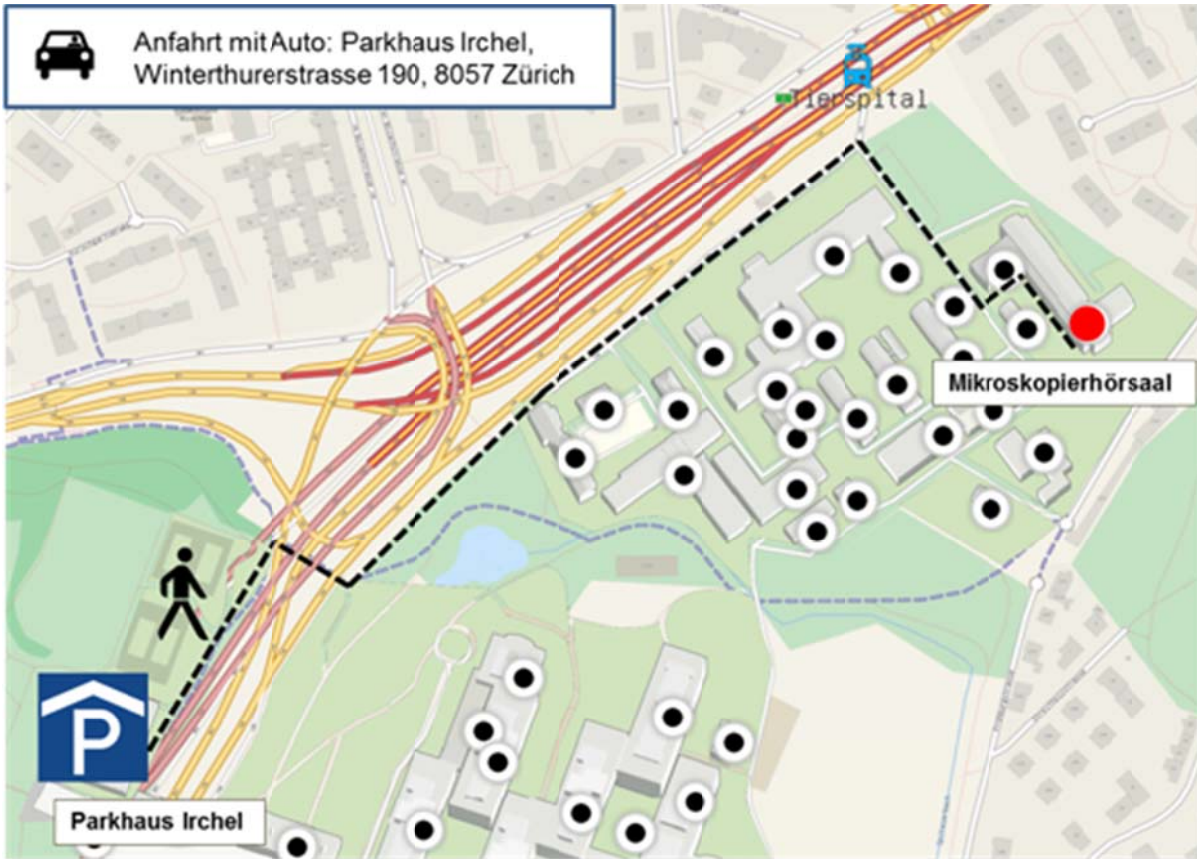 Anfahrt mit Auto: Parkhaus Irchel,
Winterthurerstrasse 190, 8057 Zürich
Tierspital
Mikroskopierhörsaal
P
Parkhaus Irchel